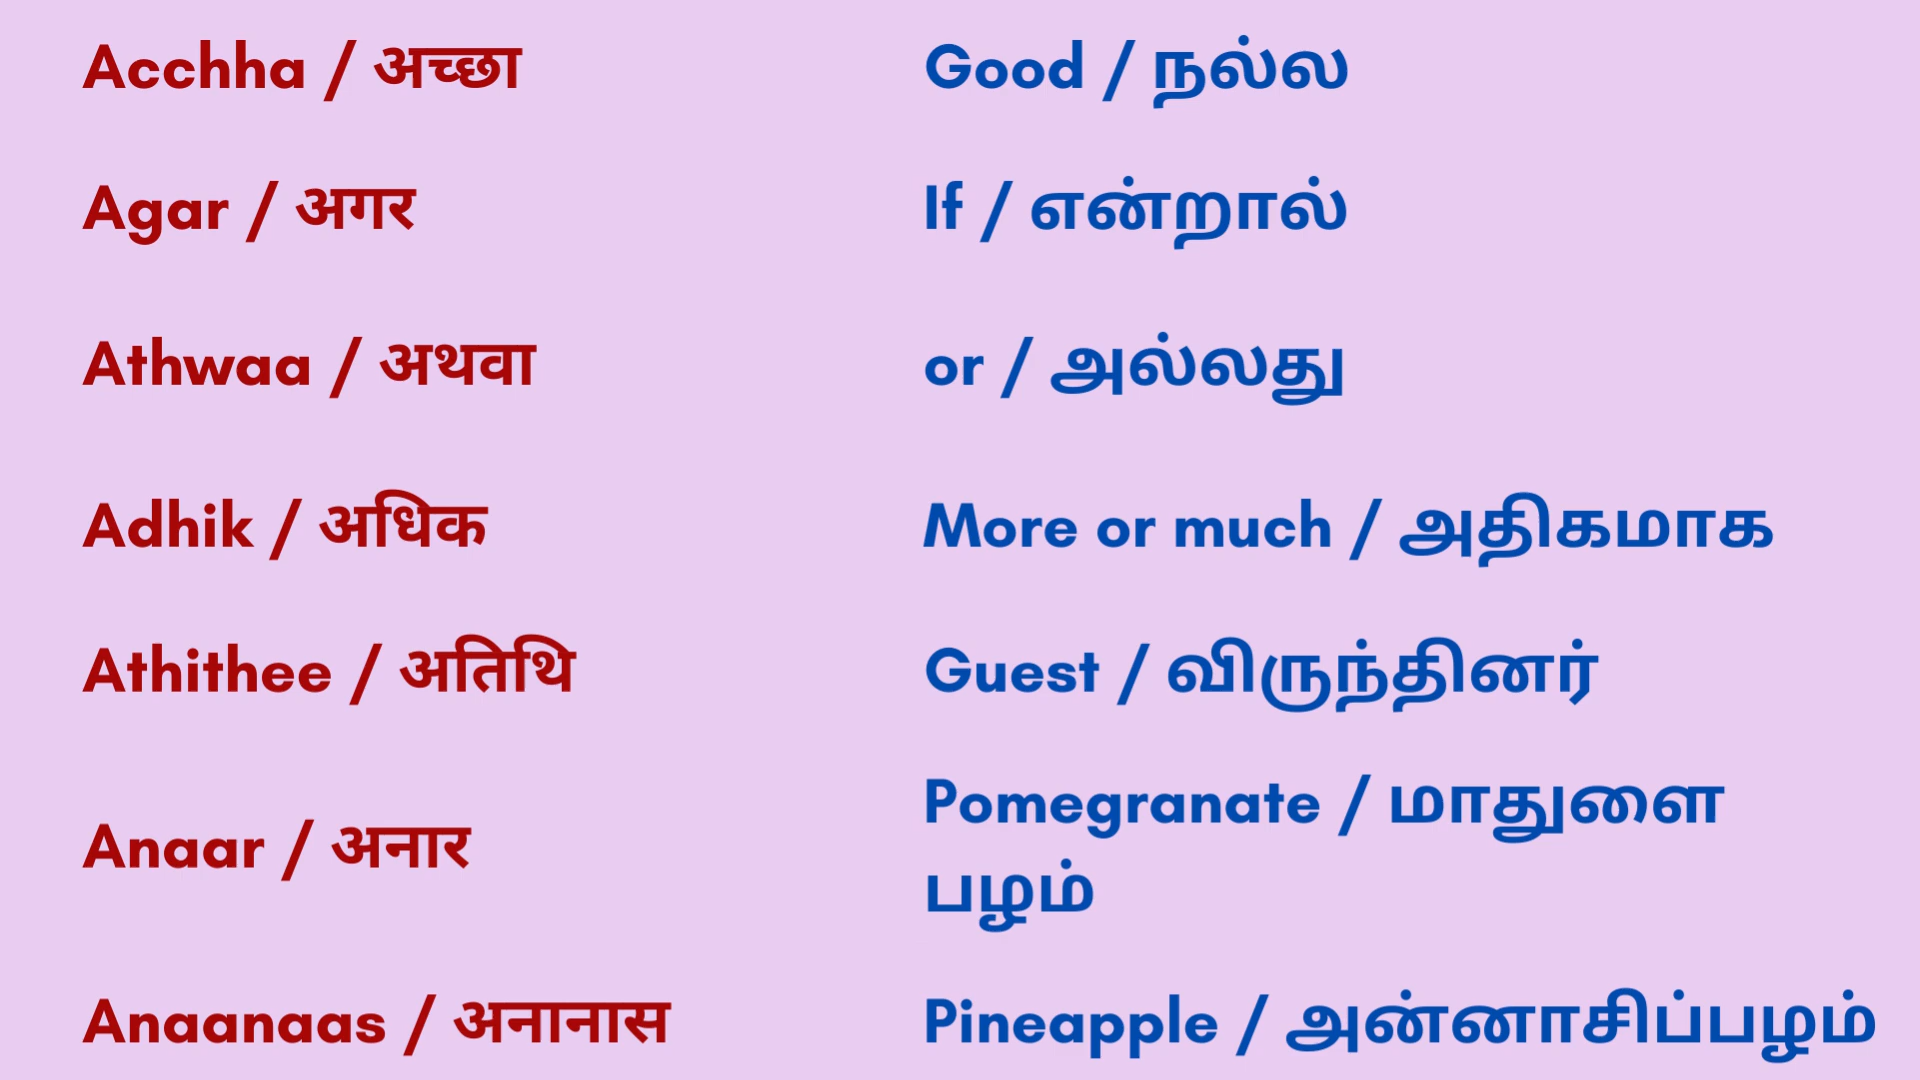 Acchha / अच्छा Good / நல்ல
Agar / अगर If / என்றால்
Athwaa / अथवा or / அல்லது
Adhik / अधिक More or much / அதிகமாக
Athithee / अतिथि Guest / விருந்தினர்
Anaar / अनार Pomegranate / மாதுளை
பழம்
Anaanaas / अनानास Pineapple / அன்னாசிப்பழம்